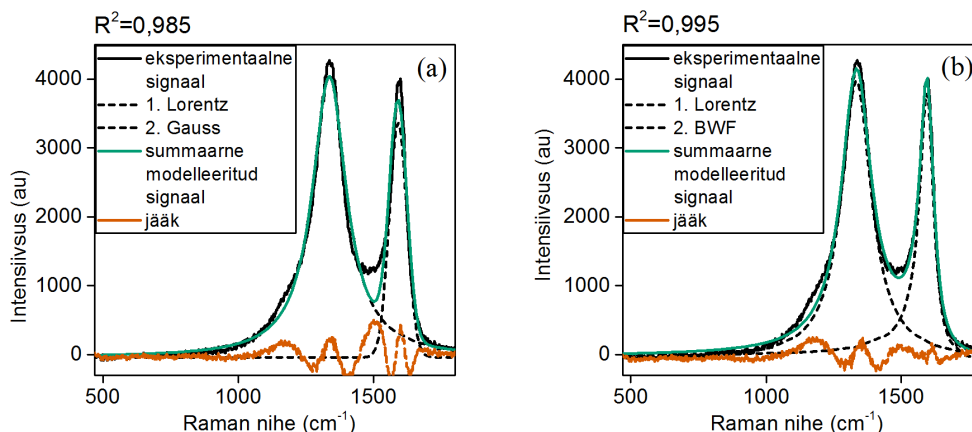 R²=0,985
(a)
eksperimentaalne
signaal
1. Lorentz
2. Gauss
summaarne
modelleeritud
signaal
jääk
Intensiivsus (au)
4000
3000
2000
1000
0
500
1000
1500
Raman nihe (cm⁻¹)
R²=0,995
(b)
eksperimentaalne
signaal
1. Lorentz
2. BWF
summaarne
modelleeritud
signaal
jääk
Intensiivsus (au)
4000
3000
2000
1000
0
500
1000
1500
Raman nihe (cm⁻¹)